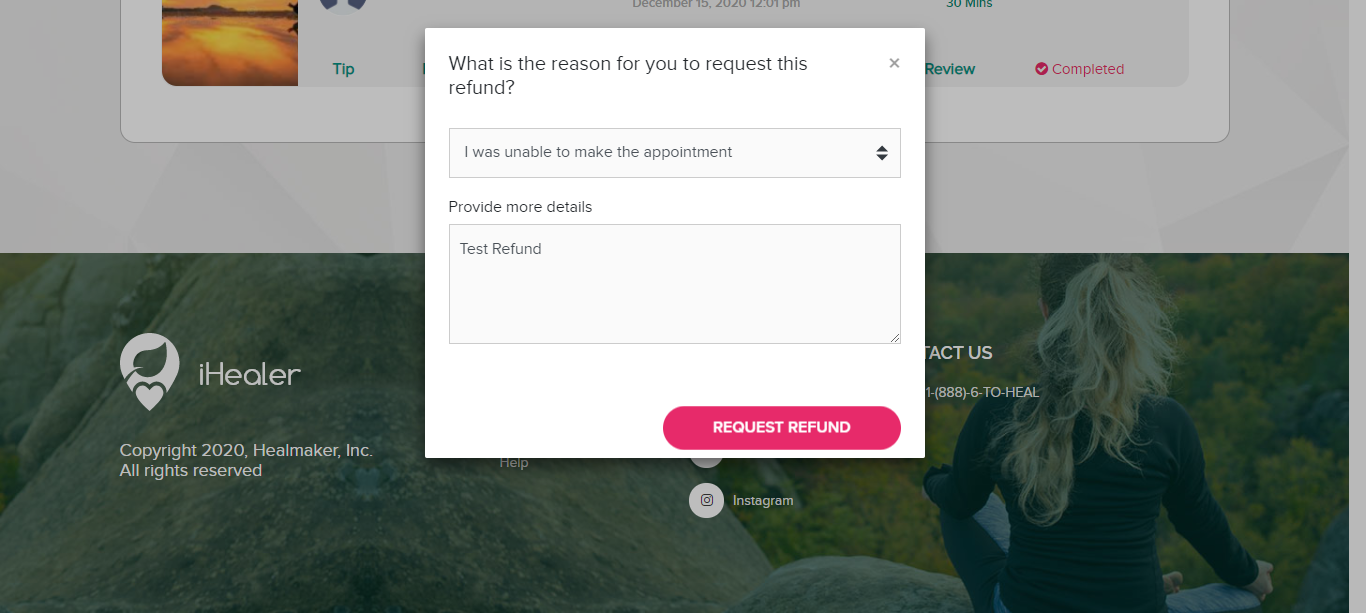 December 15, 2020 12:01 pm
30 Mins
What is the reason for you to request this
refund?
×
Tip
Review
Completed
I was unable to make the appointment
Provide more details
Test Refund
TACT US
iHealer
1-(888)-6-TO-HEAL
REQUEST REFUND
Copyright 2020, Healmaker, Inc.
All rights reserved
Help
Instagram